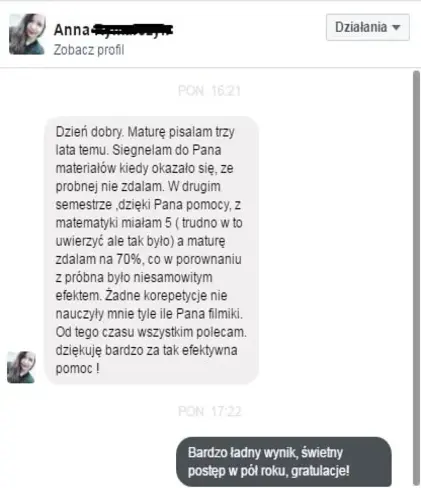 Anna
Działania
Zobacz profil
PON. 16:21
Dzień dobry. Maturę pisalam trzy
lata temu. Siegnelam do Pana
materiałów kiedy okazało się, ze
probnej nie zdalam. W drugim
semestrze ,dzięki Pana pomocy, z
matematyki miałam 5 ( trudno w to
uwierzyć ale tak było) a maturę
zdalam na 70%, co w porownaniu
z próbna było niesamowitym
efektem. Żadne korepetycje nie
nauczyły mnie tyle ile Pana filmiki.
Od tego czasu wszystkim polecam.
dziękuję bardzo za tak efektywna
pomoc !
PON. 17:22
Bardzo ładny wynik, świetny
postęp w pół roku, gratulacje!